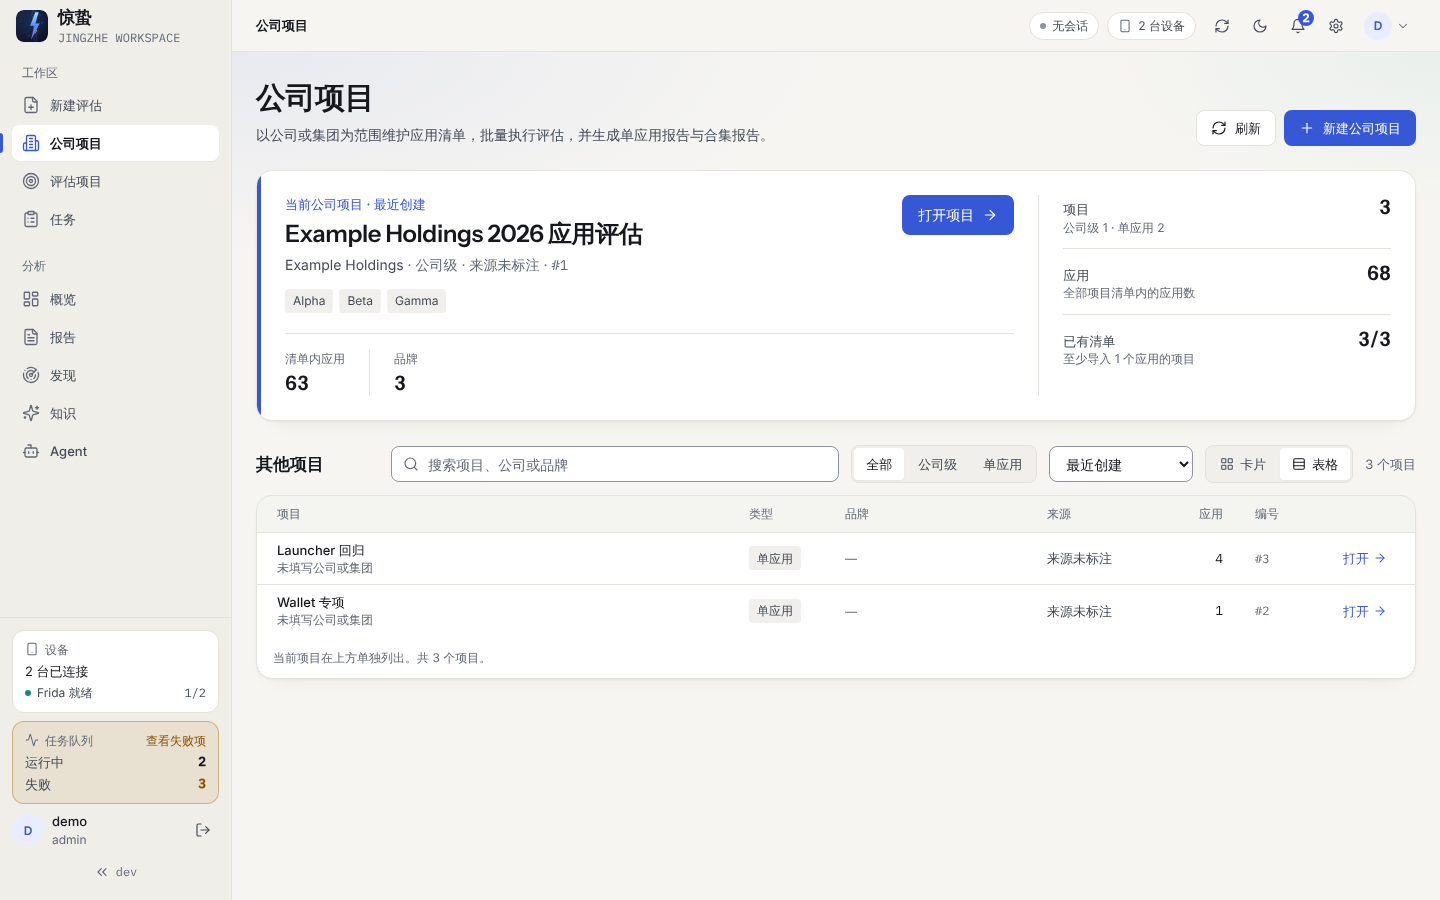 惊蛰
JINGZHE WORKSPACE
工作区
新建评估
公司项目
评估项目
任务
分析
概览
报告
发现
知识
Agent
设备
2 台已连接
Frida 就绪 1/2
任务队列 查看失败项
运行中 2
失败 3
D demo
admin
dev
公司项目
无会话
2 台设备
2
D
公司项目
以公司或集团为范围维护应用清单，批量执行评估，并生成单应用报告与合集报告。
刷新
新建公司项目
当前公司项目 · 最近创建
Example Holdings 2026 应用评估
Example Holdings · 公司级 · 来源未标注 · #1
Alpha Beta Gamma
打开项目
清单内应用 品牌
63 3
项目 3
公司级 1 · 单应用 2
应用 68
全部项目清单内的应用数
已有清单 3/3
至少导入 1 个应用的项目
其他项目 搜索项目、公司或品牌 全部 公司级 单应用 最近创建 卡片 表格 3 个项目
项目 类型 品牌 来源 应用 编号
Launcher 回归 单应用 — 来源未标注 4 #3 打开
未填写公司或集团
Wallet 专项 单应用 — 来源未标注 1 #2 打开
未填写公司或集团
当前项目在上方单独列出。共 3 个项目。